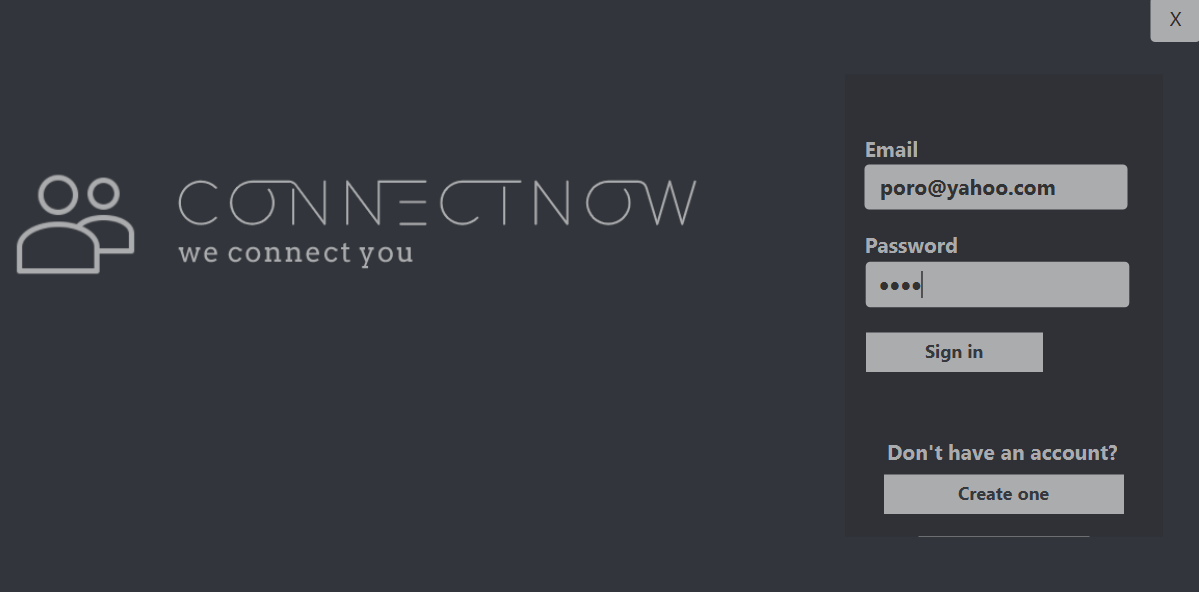 X
CONNECTNOW
we connect you
Email
poro@yahoo.com
Password
••••
Sign in
Don't have an account?
Create one